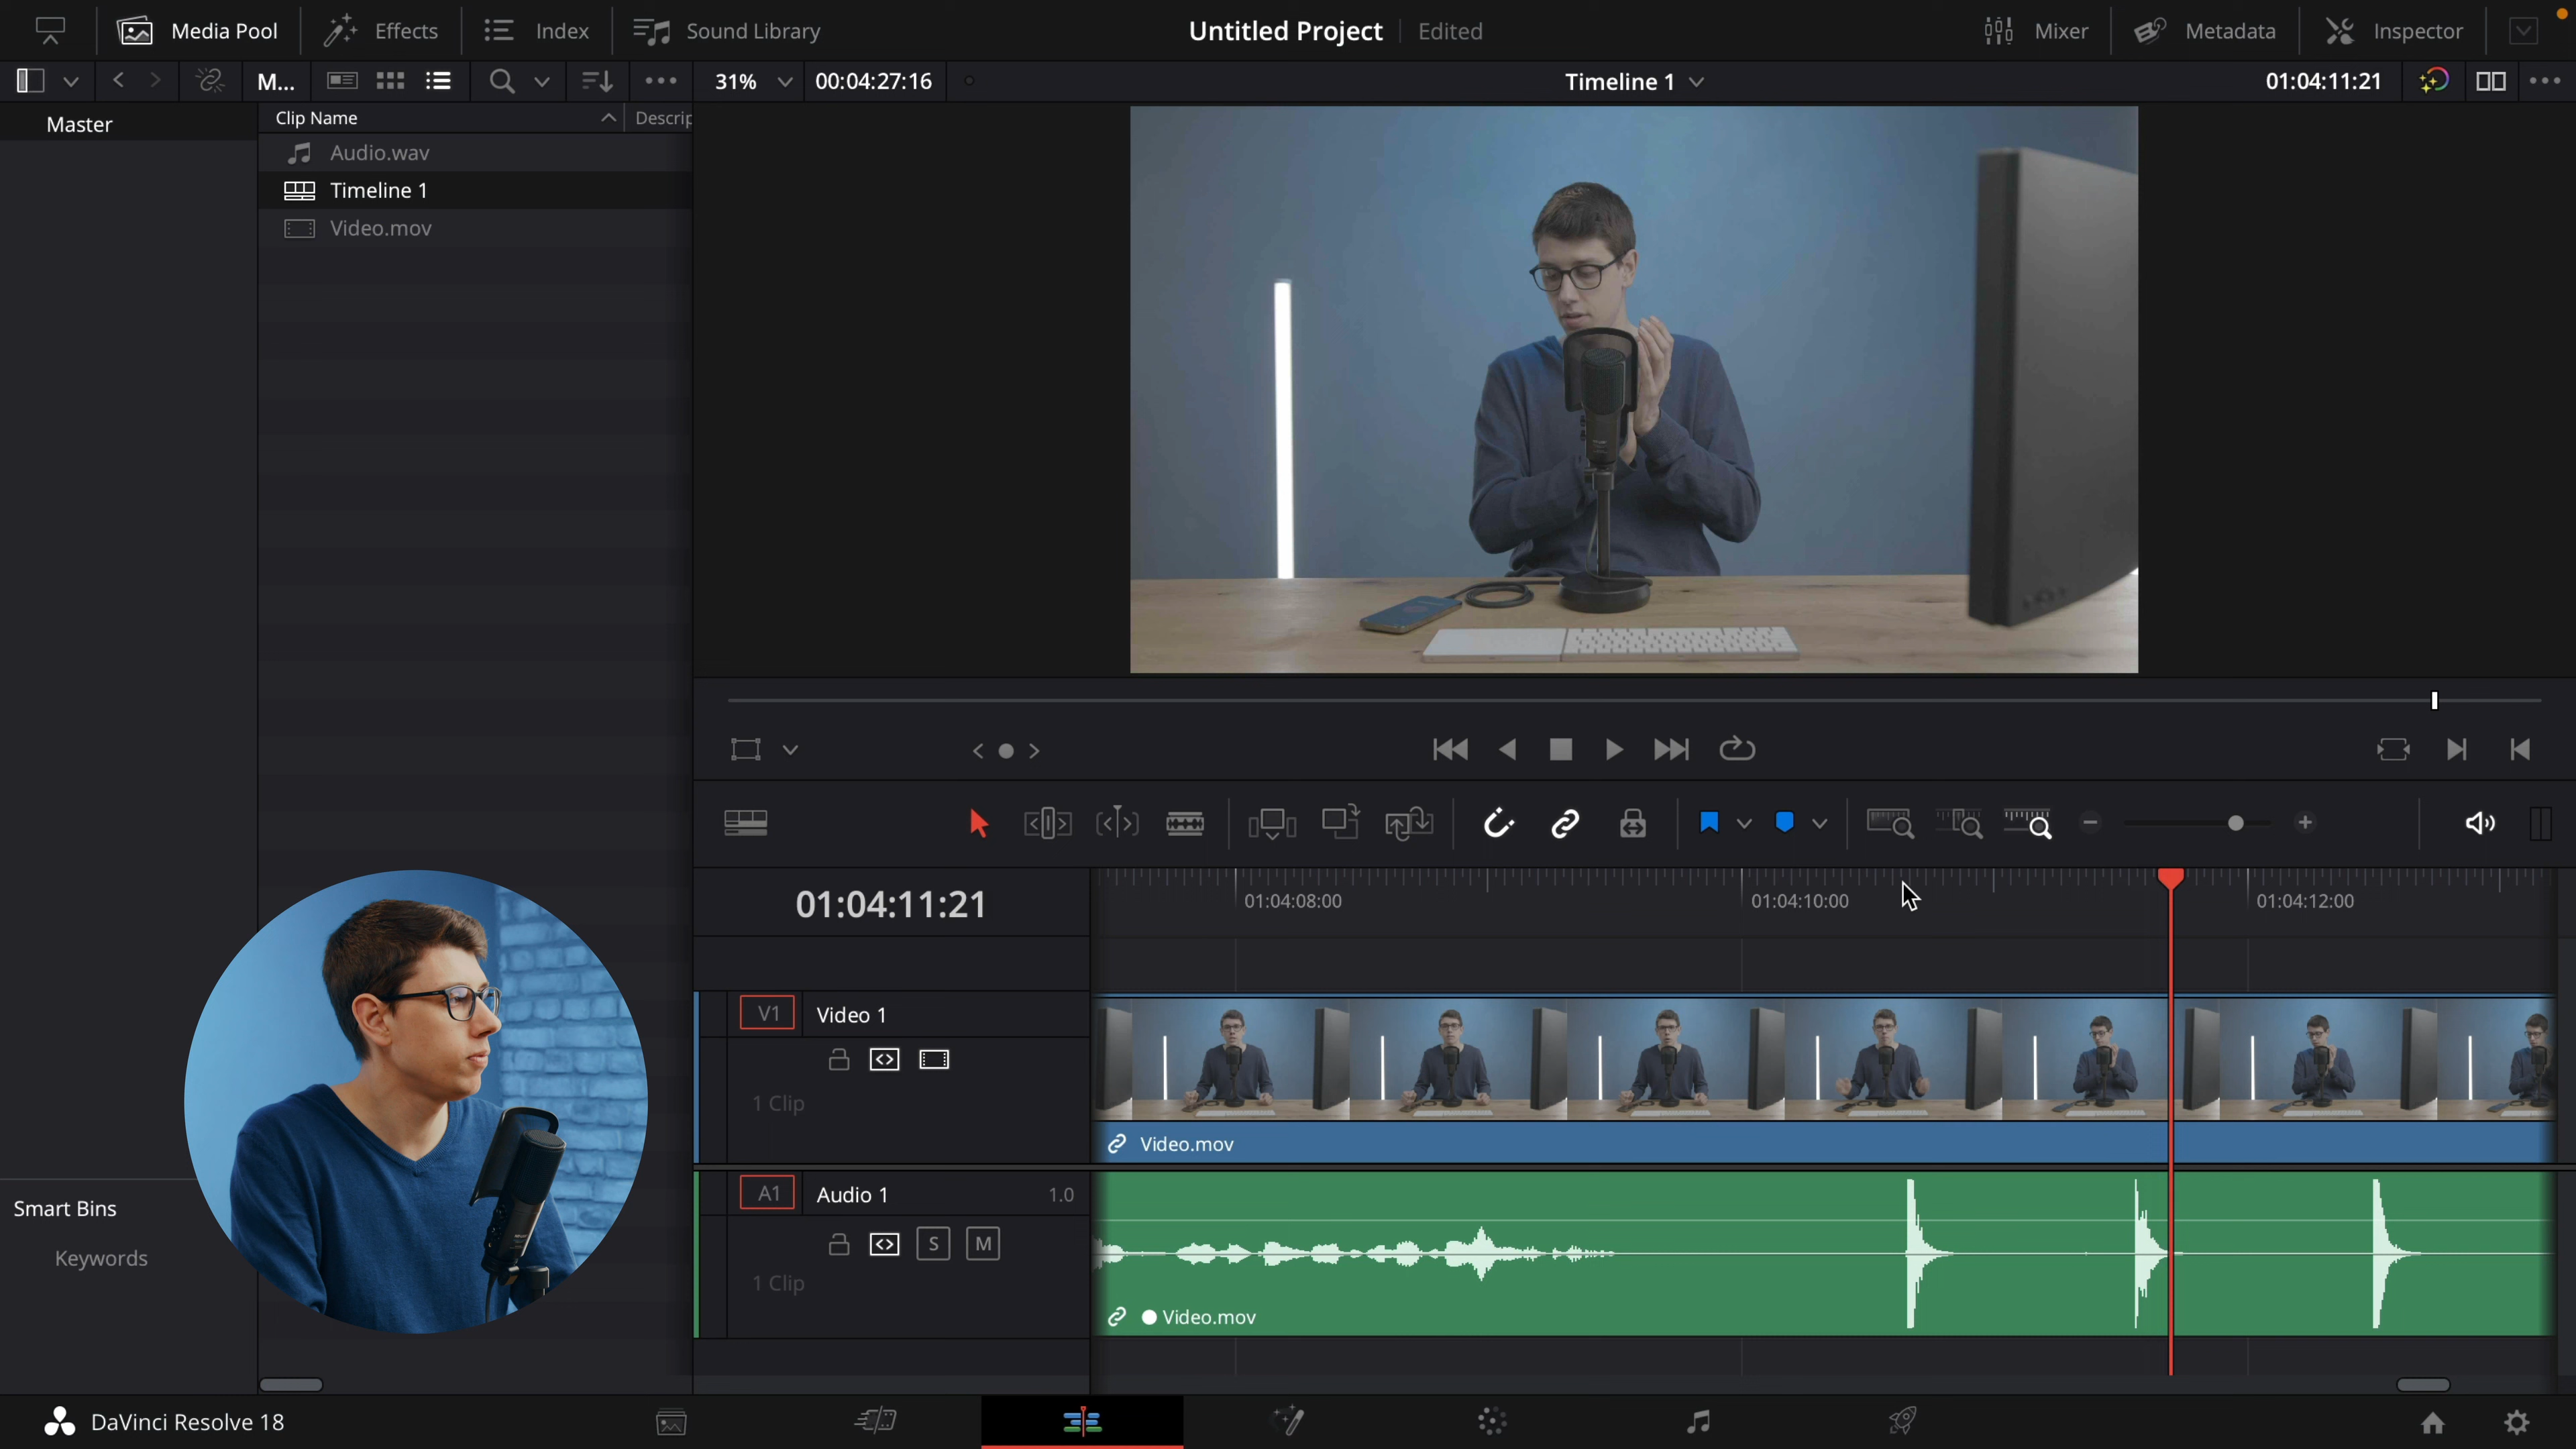 Media Pool
Effects
Index
Sound Library
Untitled Project
Edited
Mixer
Metadata
Inspector
M...
31%
00:04:27:16
Timeline 1
01:04:11:21
Master
Clip Name
Descrip
Audio.wav
Timeline 1
Video.mov
01:04:11:21
01:04:08:00
01:04:10:00
01:04:12:00
V1
Video 1
1 Clip
Video.mov
A1
Audio 1
1.0
S
M
1 Clip
Video.mov
Smart Bins
Keywords
DaVinci Resolve 18